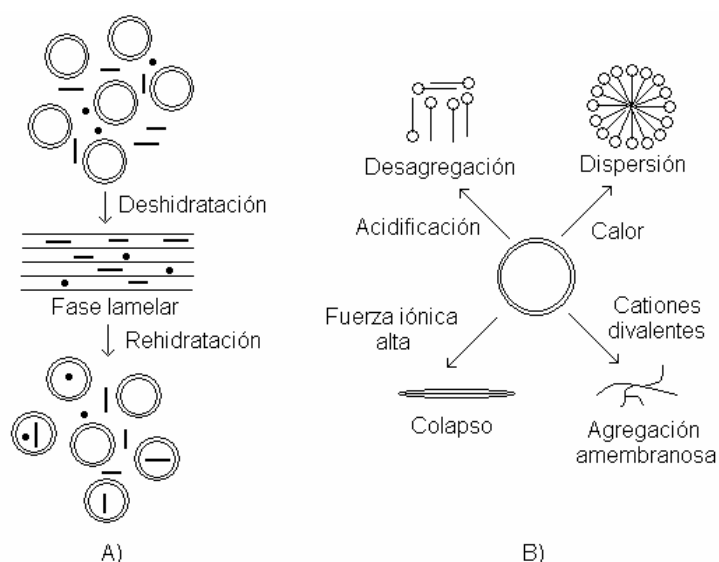 Deshidratación
Fase lamelar
Rehidratación
A)
Desagregación
Dispersión
Acidificación
Calor
Fuerza iónica
alta
Cationes
divalentes
Colapso
Agregación
amembranosa
B)